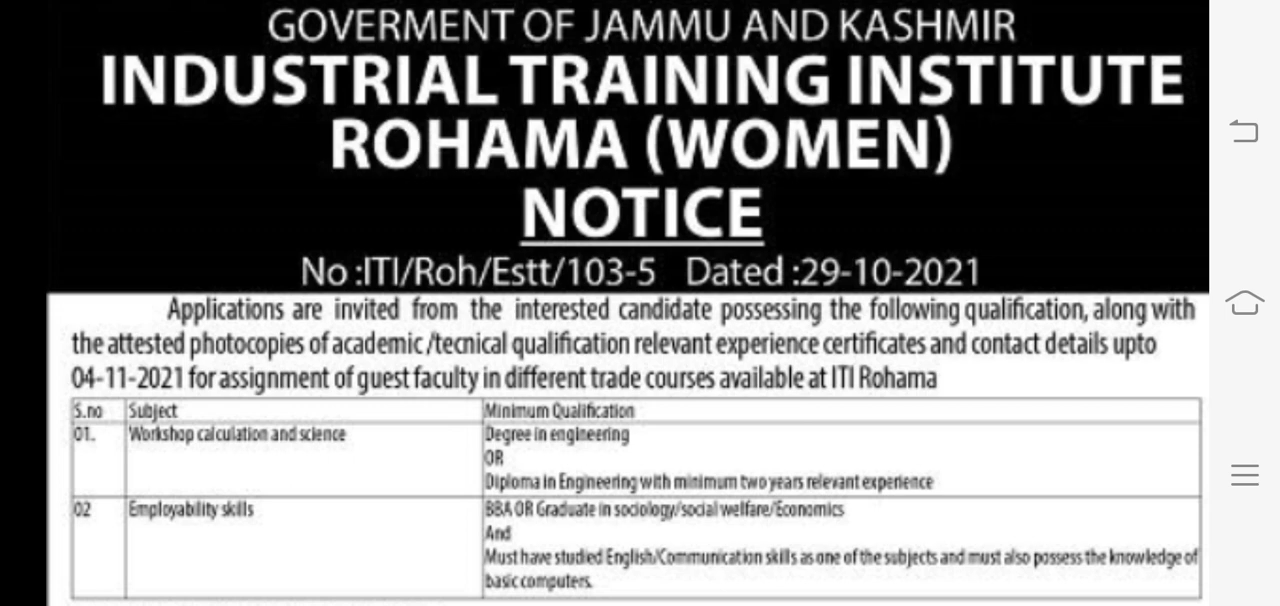 GOVERMENT OF JAMMU AND KASHMIR
INDUSTRIAL TRAINING INSTITUTE
ROHAMA (WOMEN)
NOTICE
No :ITI/Roh/Estt/103-5 Dated :29-10-2021
Applications are invited from the interested candidate possessing the following qualification, along with
the attested photocopies of academic /tecnical qualification relevant experience certificates and contact details upto
04-11-2021 for assignment of guest faculty in different trade courses available at ITI Rohama
S.no Subject Minimum Qualification
01. Workshop calculation and science Degree in engineering
OR
Diploma in Engineering with minimum two years relevant experience
02 Employability skills BBA OR Graduate in sociology/social welfare/Economics
And
Must have studied English/Communication skills as one of the subjects and must also possess the knowledge of
basic computers.